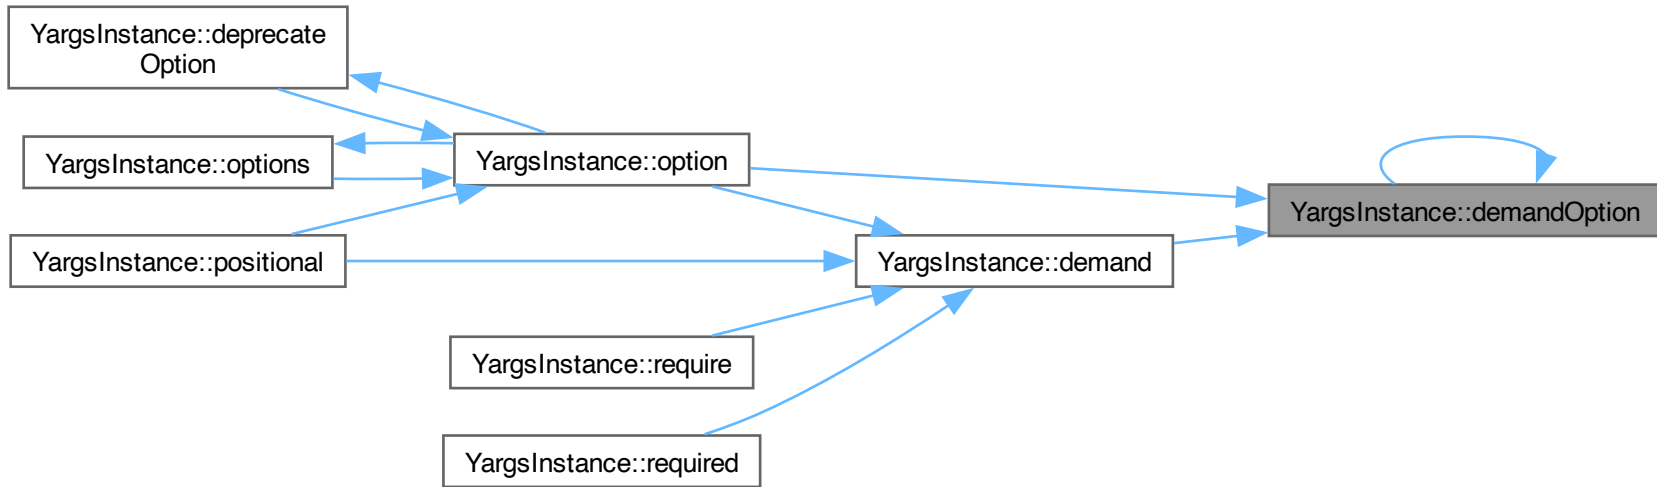 YargsInstance::deprecate
Option
YargsInstance::options
YargsInstance::option
YargsInstance::demandOption
YargsInstance::positional
YargsInstance::demand
YargsInstance::require
YargsInstance::required